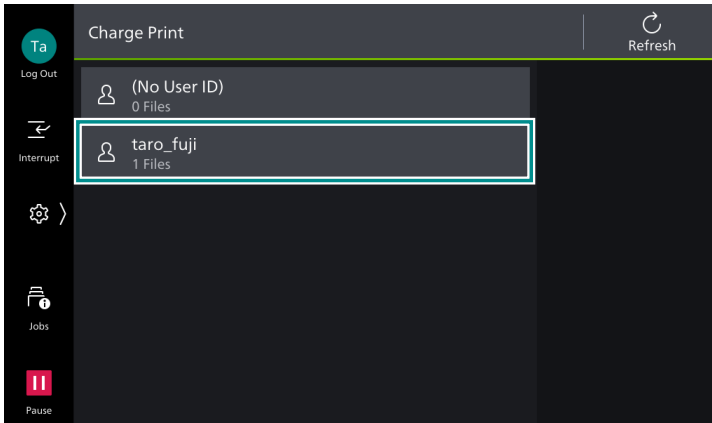 Ta
Log Out
Interrupt
Jobs
Pause
Charge Print
Refresh
(No User ID)
0 Files
taro_fuji
1 Files